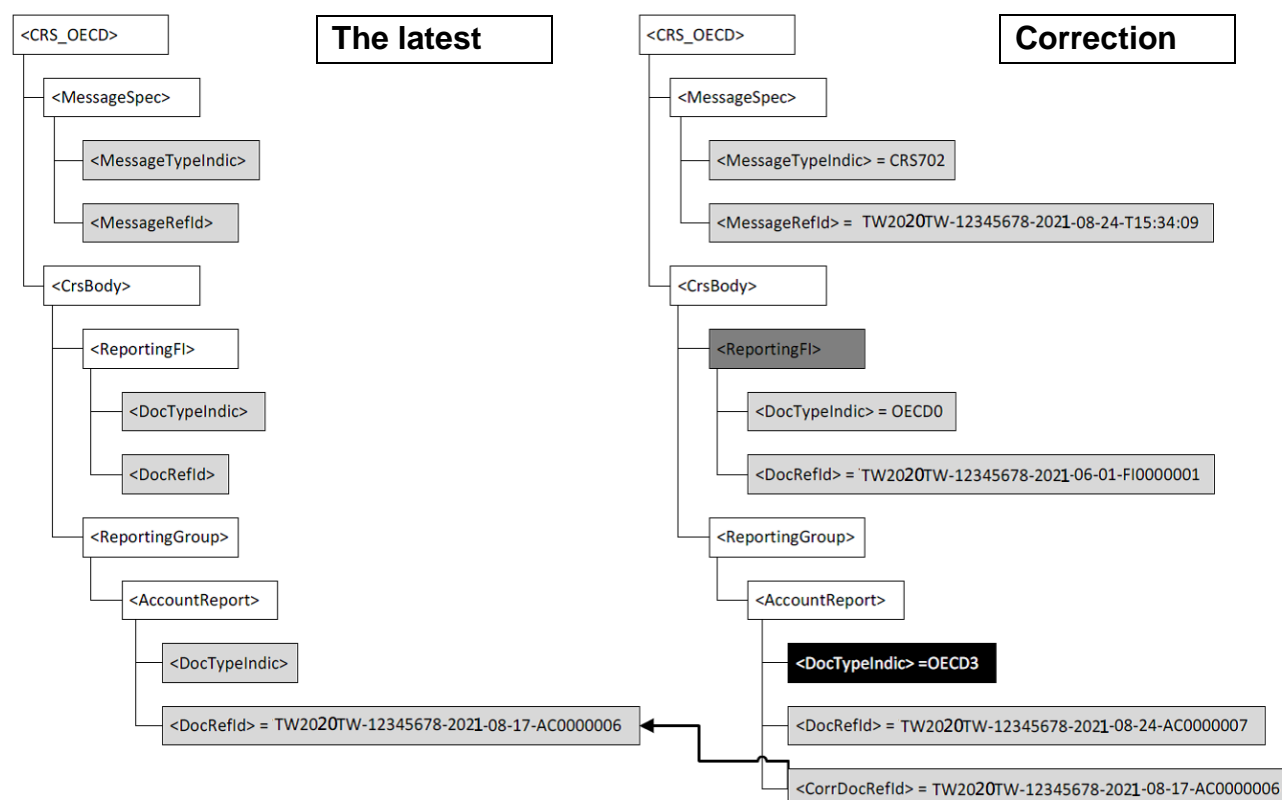 The latest
<CRS_OECD>
<MessageSpec>
<MessageTypeIndic>
<MessageRefId>
<CrsBody>
<ReportingFI>
<DocTypeIndic>
<DocRefId>
<ReportingGroup>
<AccountReport>
<DocTypeIndic>
<DocRefId> = TW2020TW-12345678-2021-08-17-AC0000006
Correction
<CRS_OECD>
<MessageSpec>
<MessageTypeIndic> = CRS702
<MessageRefId> = TW2020TW-12345678-2021-08-24-T15:34:09
<CrsBody>
<ReportingFI>
<DocTypeIndic> = OECD0
<DocRefId> = TW2020TW-12345678-2021-06-01-FI0000001
<ReportingGroup>
<AccountReport>
<DocTypeIndic> =OECD3
<DocRefId> = TW2020TW-12345678-2021-08-24-AC0000007
<CorrDocRefId> = TW2020TW-12345678-2021-08-17-AC0000006